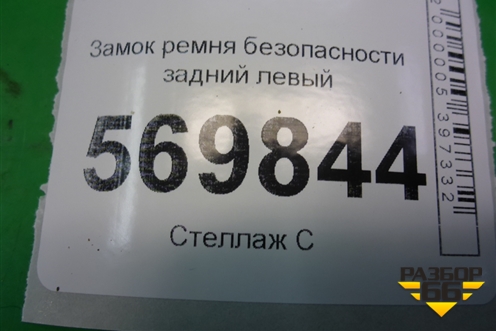 Замок ремня безопасности
задний левый
569844
Стеллаж С
2000005397332
РАЗБОР
66